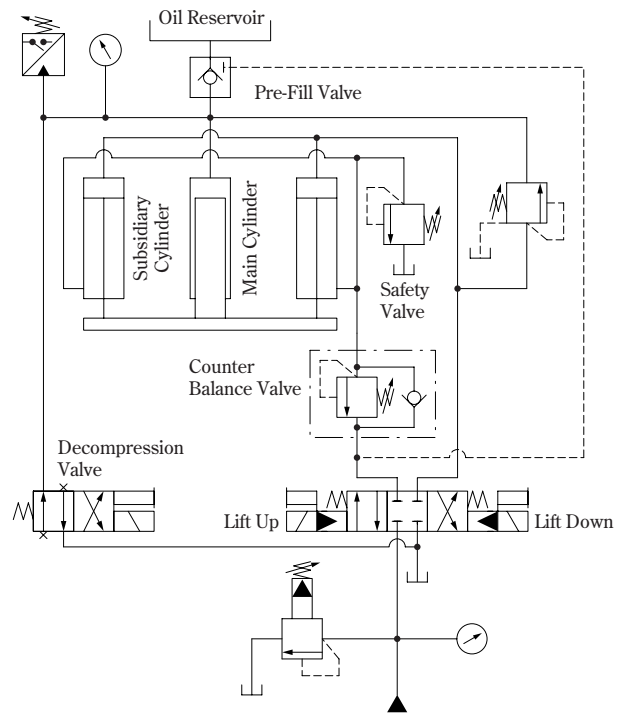 Oil Reservoir
Pre-Fill Valve
Subsidiary
Cylinder
Main Cylinder
Safety
Valve
Counter
Balance Valve
Decompression
Valve
Lift Up
Lift Down